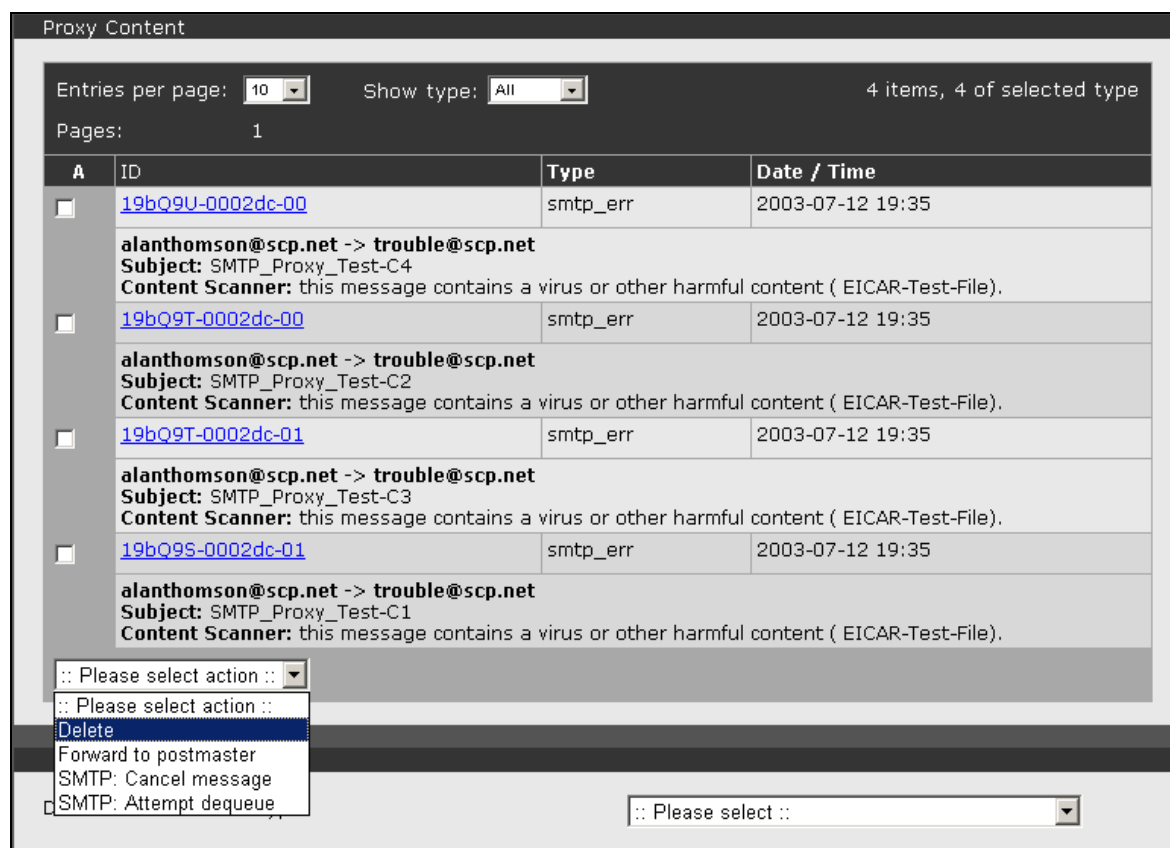 Proxy Content
Entries per page: 10 Show type: All 4 items, 4 of selected type
Pages: 1
A ID Type Date / Time
19bQ9U-0002dc-00 smtp_err 2003-07-12 19:35
alanthomson@scp.net -> trouble@scp.net
Subject: SMTP_Proxy_Test-C4
Content Scanner: this message contains a virus or other harmful content ( EICAR-Test-File).
19bQ9T-0002dc-00 smtp_err 2003-07-12 19:35
alanthomson@scp.net -> trouble@scp.net
Subject: SMTP_Proxy_Test-C2
Content Scanner: this message contains a virus or other harmful content ( EICAR-Test-File).
19bQ9T-0002dc-01 smtp_err 2003-07-12 19:35
alanthomson@scp.net -> trouble@scp.net
Subject: SMTP_Proxy_Test-C3
Content Scanner: this message contains a virus or other harmful content ( EICAR-Test-File).
19bQ9S-0002dc-01 smtp_err 2003-07-12 19:35
alanthomson@scp.net -> trouble@scp.net
Subject: SMTP_Proxy_Test-C1
Content Scanner: this message contains a virus or other harmful content ( EICAR-Test-File).
:: Please select action ::
:: Please select action ::
Delete
Forward to postmaster
SMTP: Cancel message
SMTP: Attempt dequeue
:: Please select ::